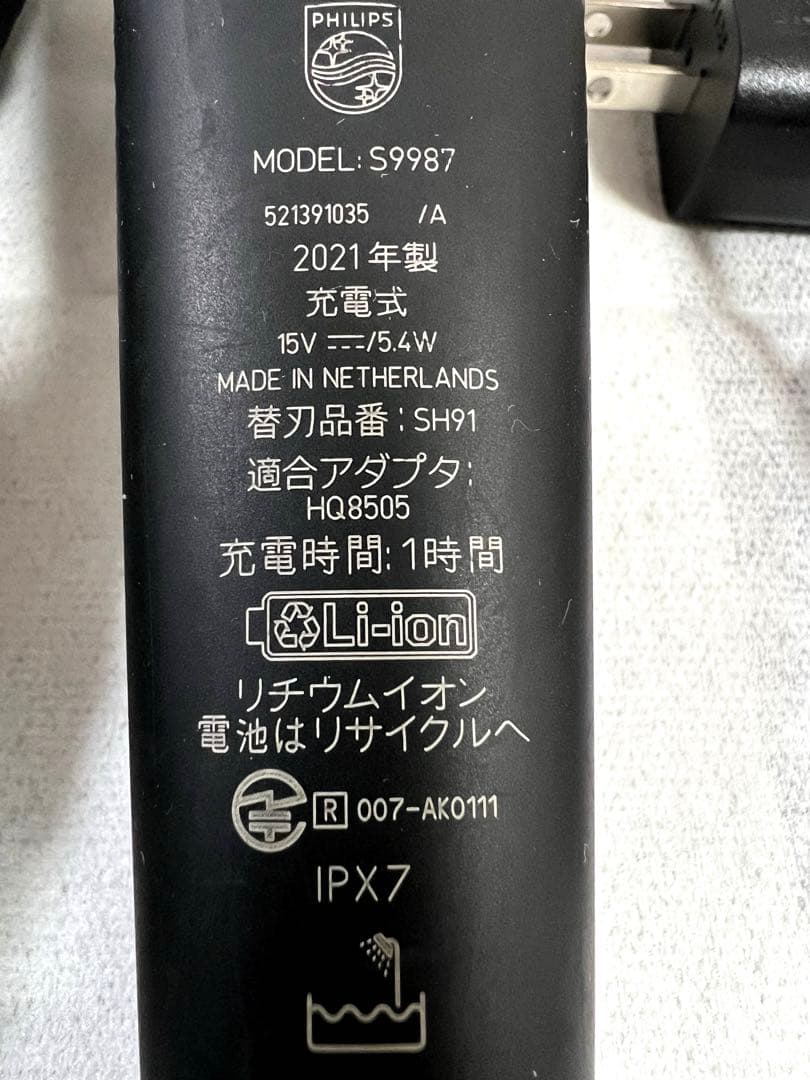 PHILIPS
MODEL: S9987
521391035 /A
2021年製
充電式
15V ⎓/5.4W
MADE IN NETHERLANDS
替刃品番：SH91
適合アダプタ:
HQ8505
充電時間:1時間
Li-ion
リチウムイオン
電池はリサイクルへ
R 007-AK0111
IPX7